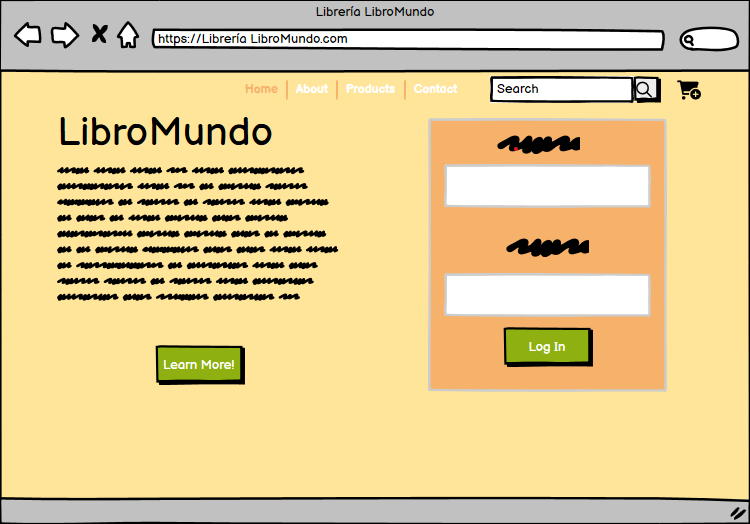 Librería LibroMundo
https://Librería LibroMundo.com
Home About Products Contact Search
LibroMundo
Log In
Learn More!